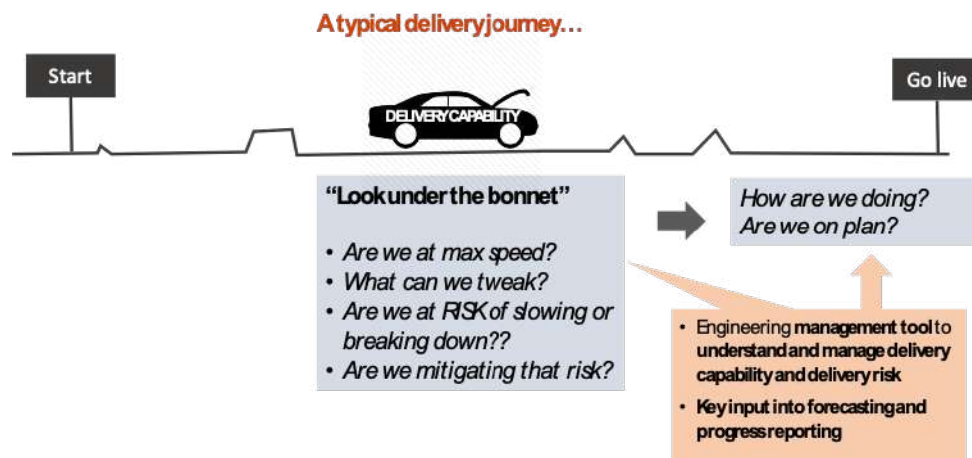 A typical delivery journey…
Start
Go live
DELIVERY CAPABILITY
“Look under the bonnet”
• Are we at max speed?
• What can we tweak?
• Are we at RISK of slowing or
breaking down??
• Are we mitigating that risk?
How are we doing?
Are we on plan?
• Engineering management tool to
understand and manage delivery
capability and delivery risk
• Key input into forecasting and
progress reporting